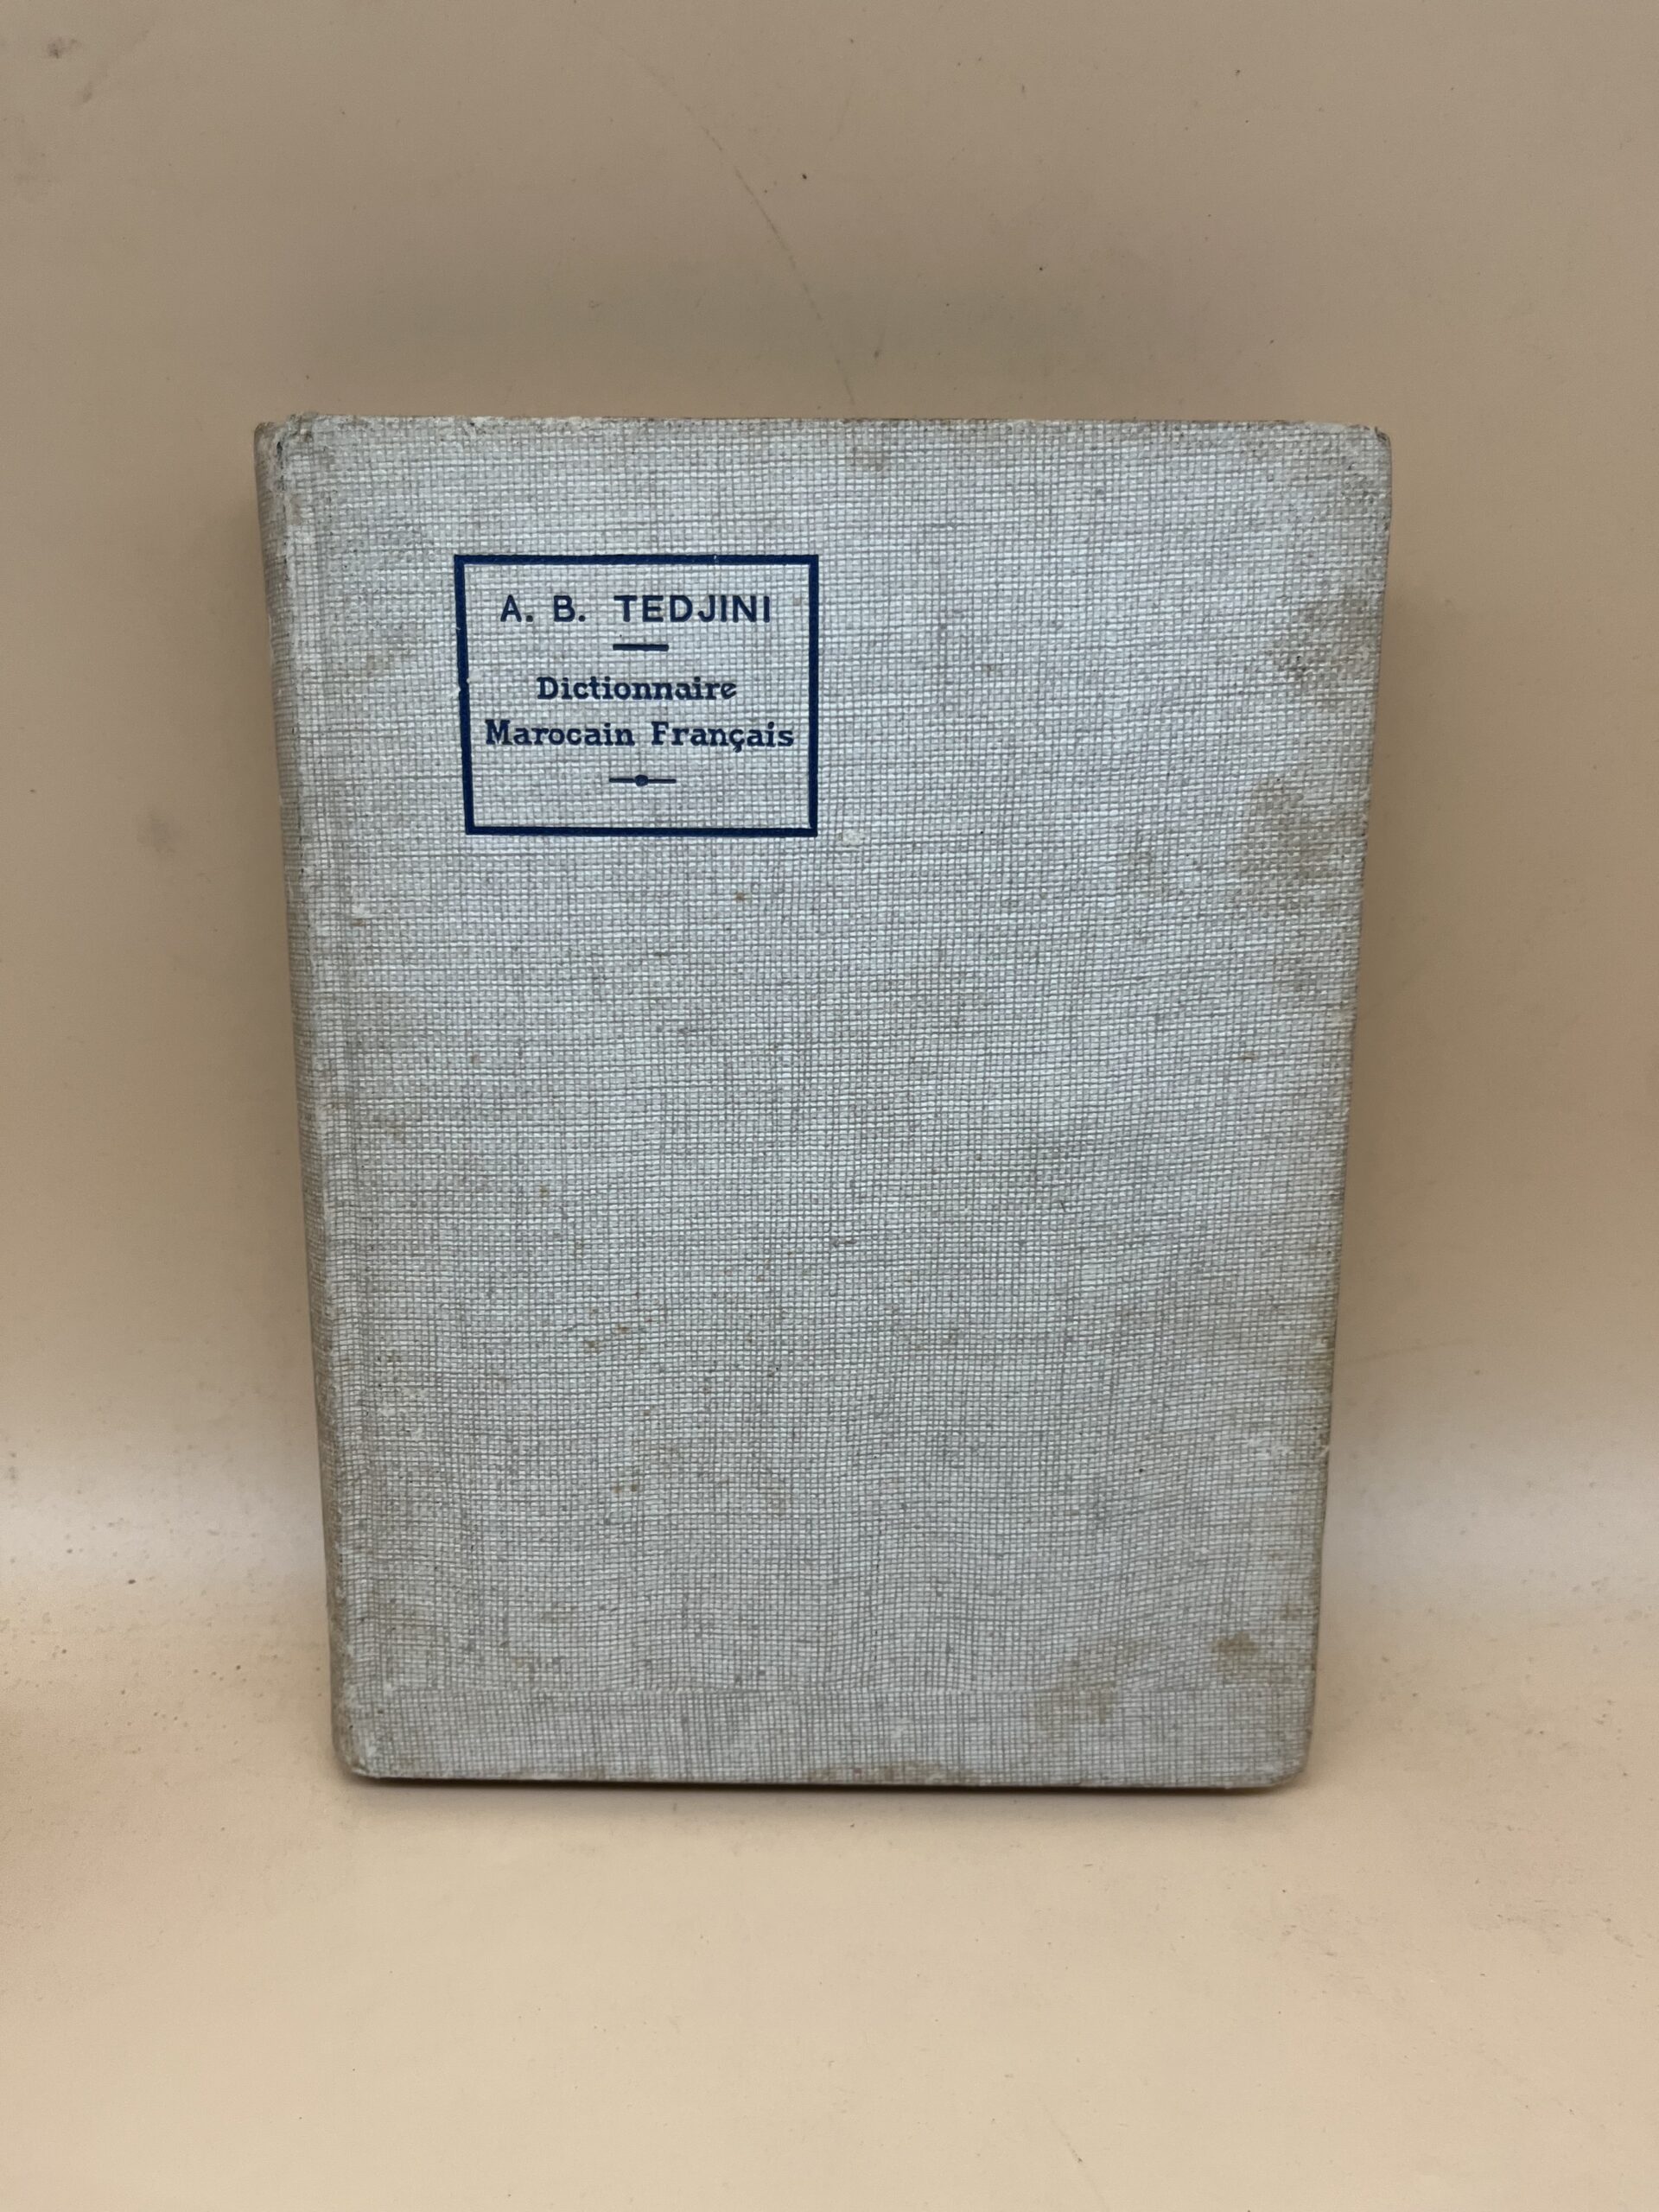 A. B. TEDJINI
Dictionnaire
Marocain Français